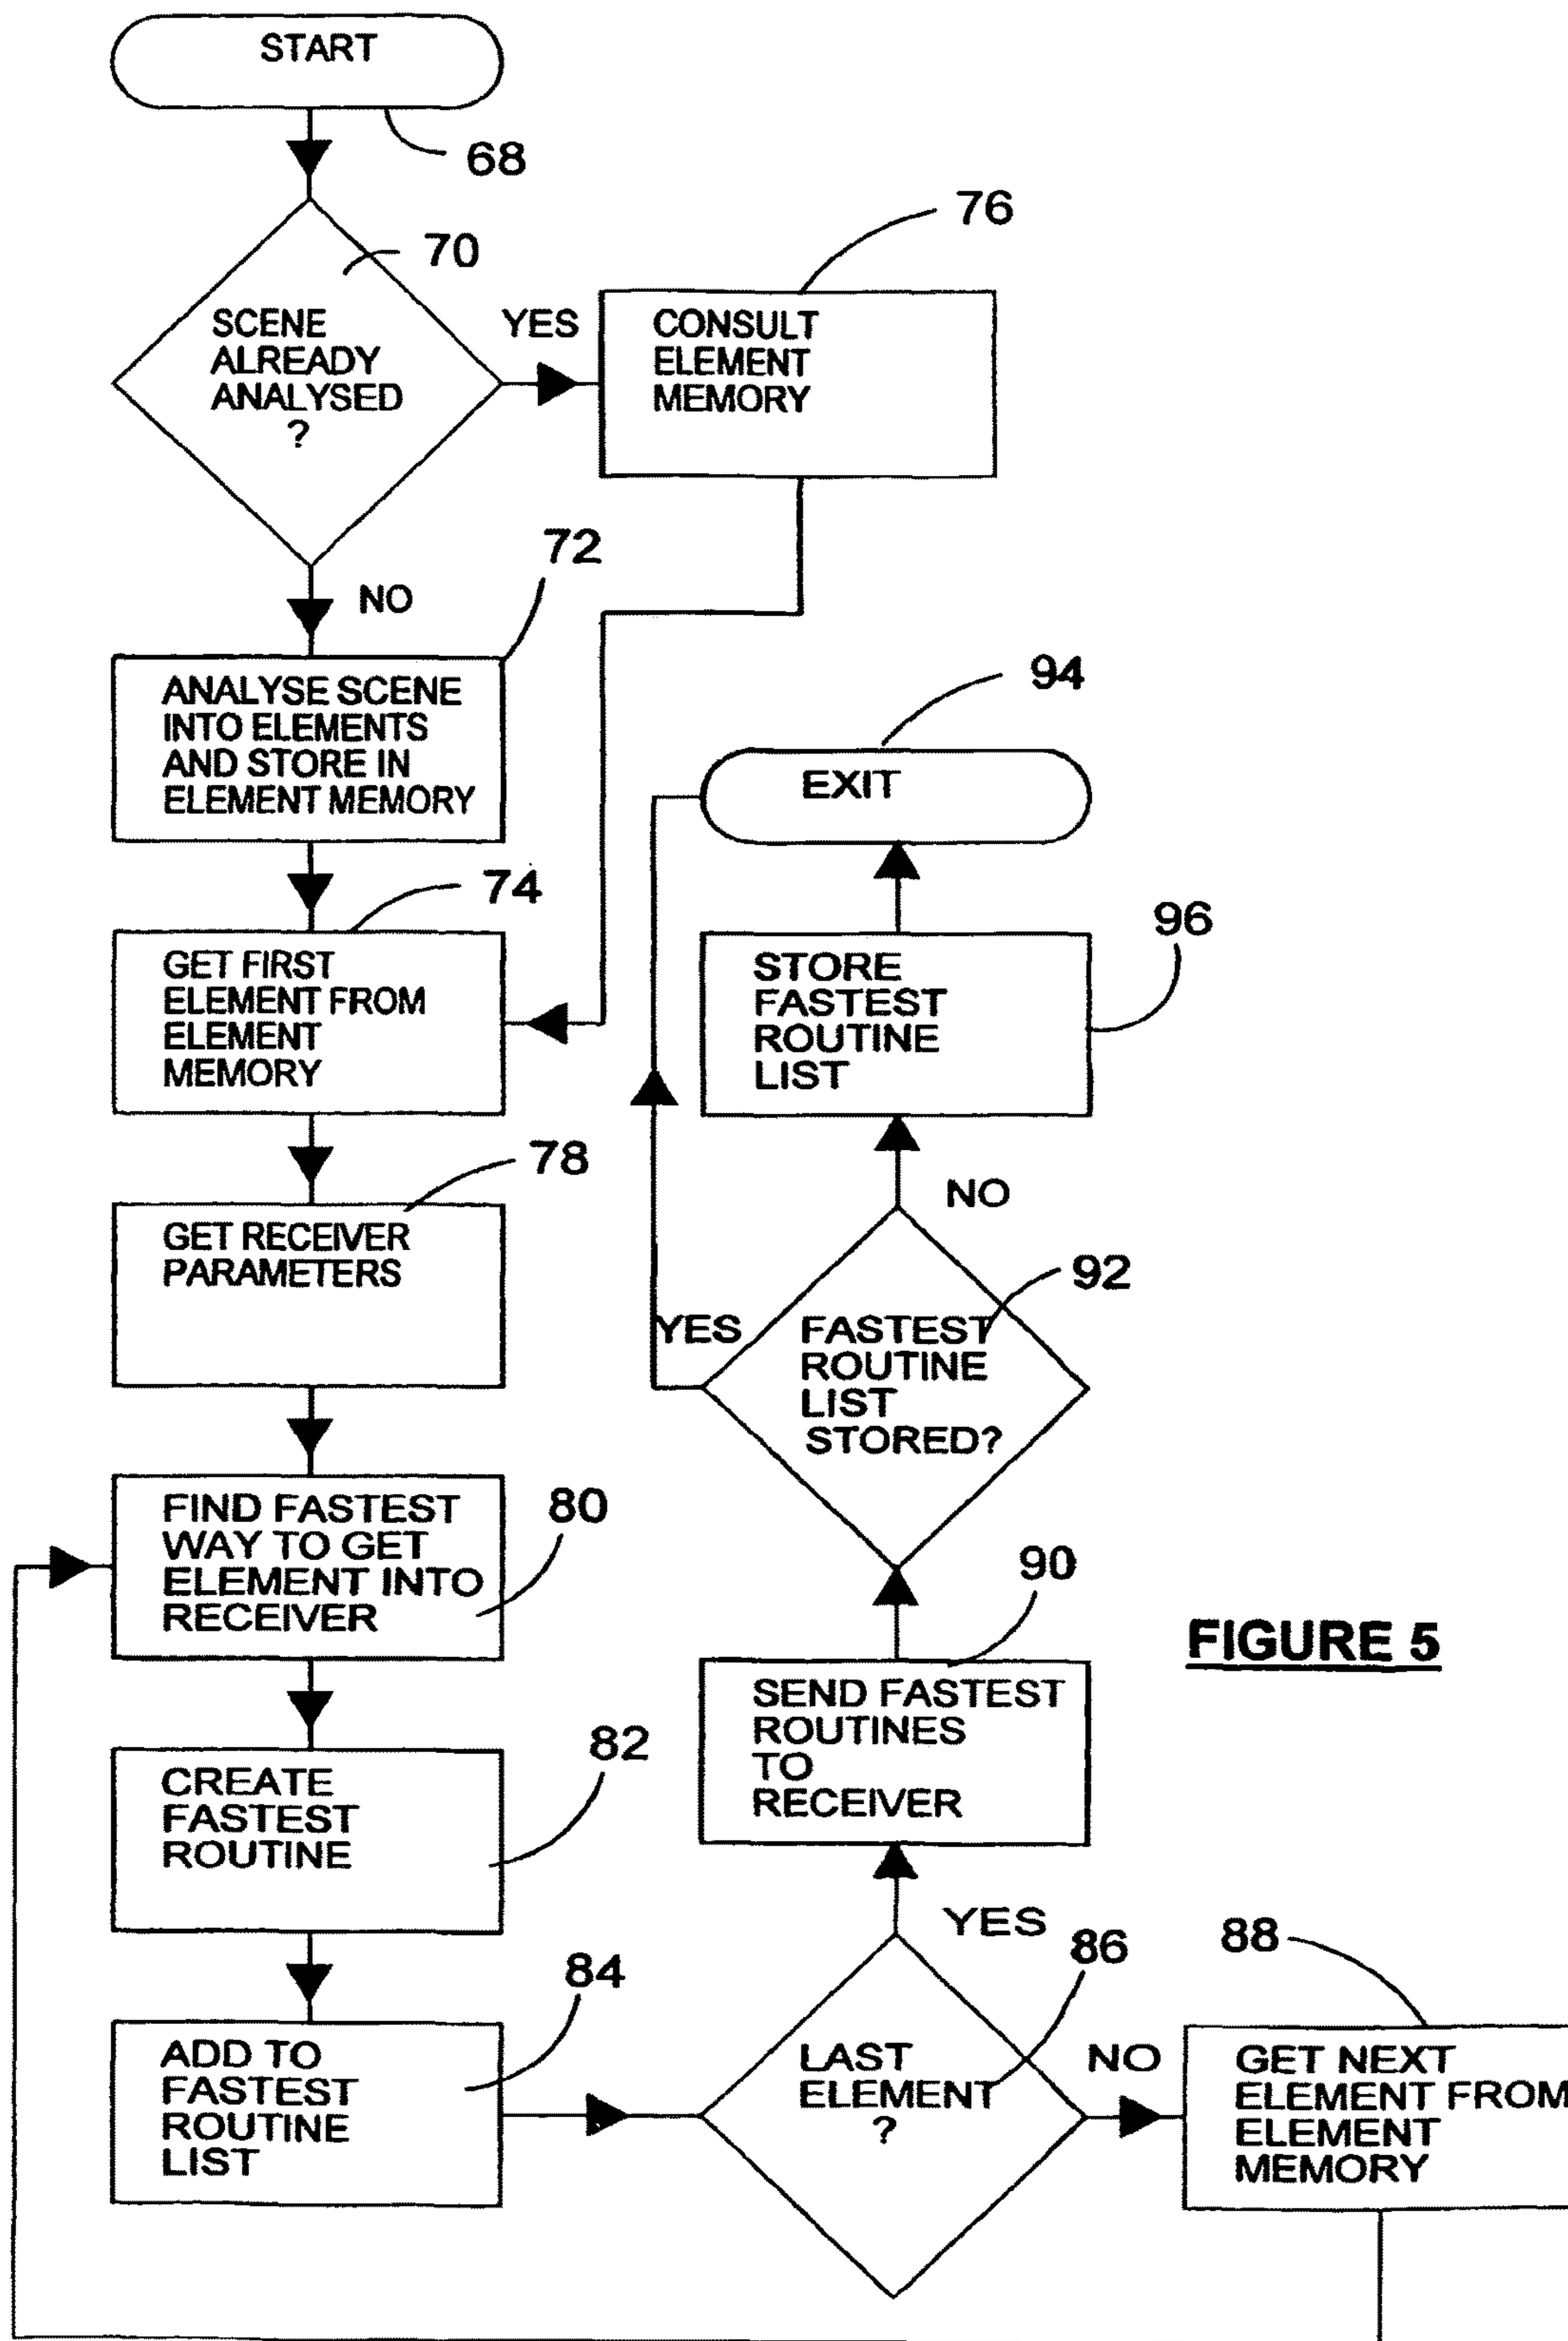 START
68
70
SCENE
ALREADY
ANALYSED
?
YES
76
CONSULT
ELEMENT
MEMORY
NO
72
ANALYSE SCENE
INTO ELEMENTS
AND STORE IN
ELEMENT MEMORY
74
GET FIRST
ELEMENT FROM
ELEMENT
MEMORY
78
GET RECEIVER
PARAMETERS
FIND FASTEST
WAY TO GET
ELEMENT INTO
RECEIVER
80
CREATE
FASTEST
ROUTINE
82
ADD TO
FASTEST
ROUTINE
LIST
84
LAST
ELEMENT
?
86
NO
88
GET NEXT
ELEMENT FROM
ELEMENT
MEMORY
YES
SEND FASTEST
ROUTINES
TO
RECEIVER
90
FASTEST
ROUTINE
LIST
STORED?
92
YES
NO
STORE
FASTEST
ROUTINE
LIST
96
EXIT
94
FIGURE 5